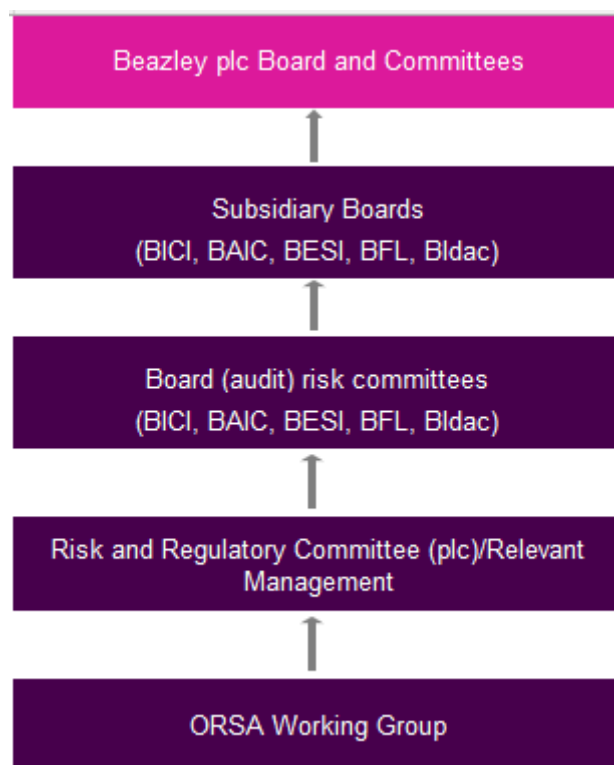 Beazley plc Board and Committees
Subsidiary Boards
(BICI, BAIC, BESI, BFL, BIdac)
Board (audit) risk committees
(BICI, BAIC, BESI, BFL, BIdac)
Risk and Regulatory Committee (plc)/Relevant
Management
ORSA Working Group